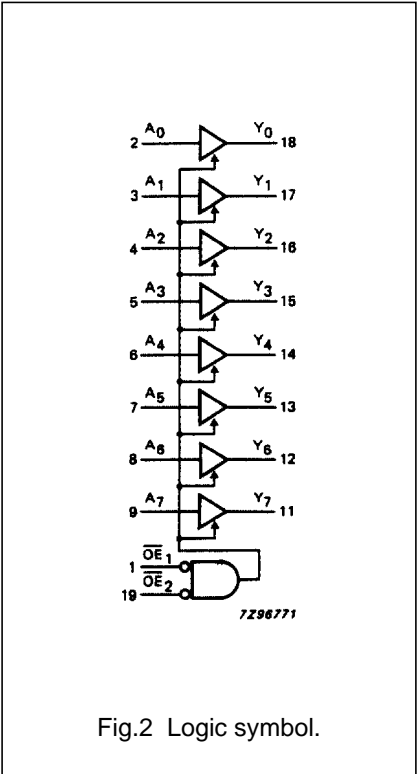 2 A0 Y0 18
3 A1 Y1 17
4 A2 Y2 16
5 A3 Y3 15
6 A4 Y4 14
7 A5 Y5 13
8 A6 Y6 12
9 A7 Y7 11
1 O̅E̅1
19 O̅E̅2
7Z96771
Fig.2 Logic symbol.